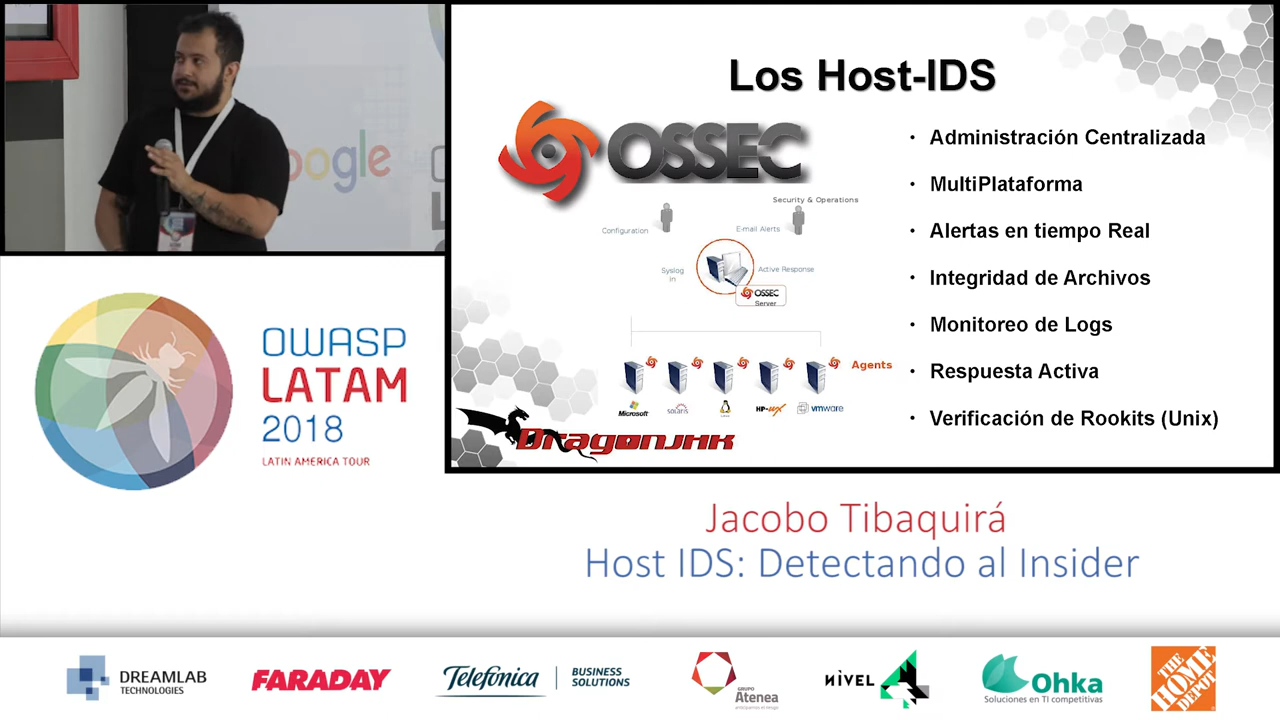 oogle
Los Host-IDS
OSSEC
Security & Operations
Configuration
E-mail Alerts
Syslog
in
Active Response
OSSEC
Server
Agents
Microsoft
solaris
HP-UX
vmware
DragonJAR
• Administración Centralizada
• MultiPlataforma
• Alertas en tiempo Real
• Integridad de Archivos
• Monitoreo de Logs
• Respuesta Activa
• Verificación de Rookits (Unix)
OWASP
LATAM
2018
LATIN AMERICA TOUR
Jacobo Tibaquirá
Host IDS: Detectando al Insider
DREAMLAB
TECHNOLOGIES
FARADAY
Telefónica
BUSINESS
SOLUTIONS
GRUPO
Atenea
NIVEL 4
Ohka
Soluciones en TI competitivas
THE
HOME
DEPOT